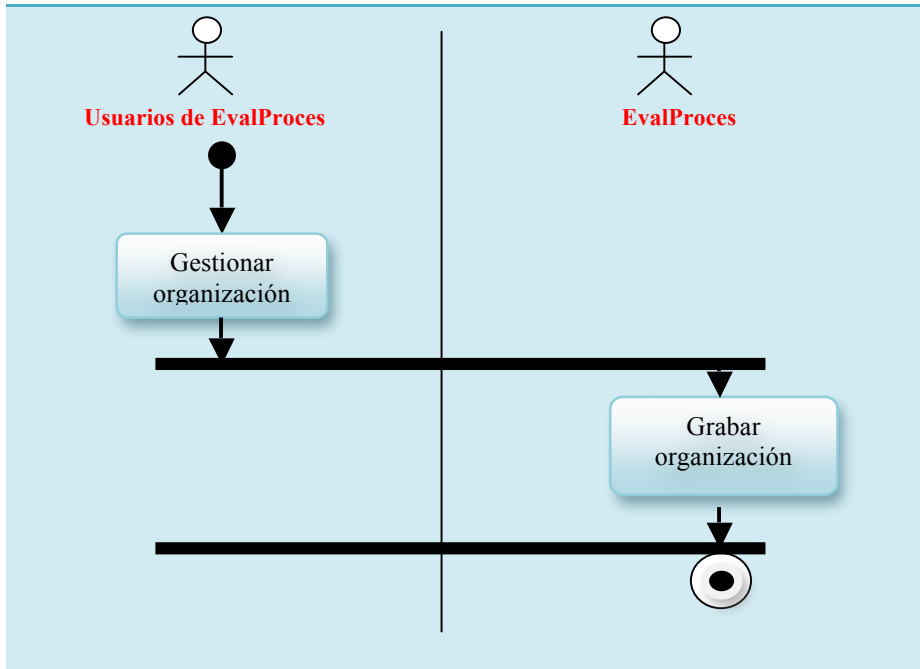 Usuarios de EvalProces
EvalProces
Gestionar
organización
Grabar
organización